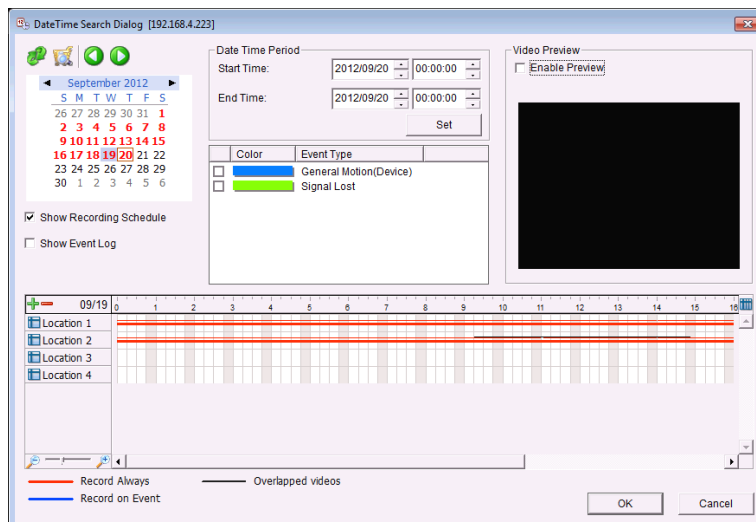 DateTime Search Dialog [192.168.4.223]
September 2012
S M T W T F S
26 27 28 29 30 31 1
2 3 4 5 6 7 8
9 10 11 12 13 14 15
16 17 18 19 20 21 22
23 24 25 26 27 28 29
30 1 2 3 4 5 6
Show Recording Schedule
Show Event Log
Date Time Period
Start Time: 2012/09/20 00:00:00
End Time: 2012/09/20 00:00:00
Set
Color Event Type
General Motion(Device)
Signal Lost
Video Preview
Enable Preview
09/19 0 1 2 3 4 5 6 7 8 9 10 11 12 13 14 15 16
Location 1
Location 2
Location 3
Location 4
Record Always Overlapped videos
Record on Event
OK Cancel